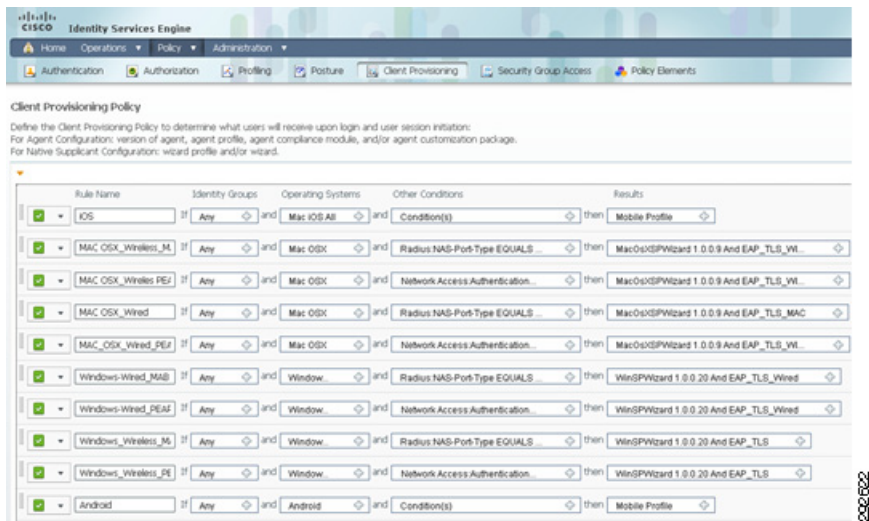 CISCO Identity Services Engine
Home Operations Policy Administration
Authentication Authorization Profiling Posture Client Provisioning Security Group Access Policy Elements
Client Provisioning Policy
Define the Client Provisioning Policy to determine what users will receive upon login and user session initiation:
For Agent Configuration: version of agent, agent profile, agent compliance module, and/or agent customization package.
For Native Supplicant Configuration: wizard profile and/or wizard.
Rule Name Identity Groups Operating Systems Other Conditions Results
iOS If Any and Mac iOS All and Condition(s) then Mobile Profile
MAC OSX_Wireless_M. If Any and Mac OSX and Radius:NAS-Port-Type EQUALS ... then MacOsXSPWizard 1.0.0.9 And EAP_TLS_WI...
MAC OSX_Wireles PE/ If Any and Mac OSX and Network Access:Authentication... then MacOsXSPWizard 1.0.0.9 And EAP_TLS_WI...
MAC OSX_Wired If Any and Mac OSX and Radius:NAS-Port-Type EQUALS ... then MacOsXSPWizard 1.0.0.9 And EAP_TLS_MAC
MAC_OSX_Wired_PE/ If Any and Mac OSX and Network Access:Authentication... then MacOsXSPWizard 1.0.0.9 And EAP_TLS_WI...
Windows-Wired_MAB If Any and Window... and Radius:NAS-Port-Type EQUALS ... then WinSPWizard 1.0.0.20 And EAP_TLS_Wired
Windows-Wired_PEAF If Any and Window... and Network Access:Authentication... then WinSPWizard 1.0.0.20 And EAP_TLS_Wired
Windows_Wireless_M/ If Any and Window... and Radius:NAS-Port-Type EQUALS ... then WinSPWizard 1.0.0.20 And EAP_TLS
Windows_Wireless_PE If Any and Window... and Network Access:Authentication... then WinSPWizard 1.0.0.20 And EAP_TLS
Android If Any and Android and Condition(s) then Mobile Profile
292622